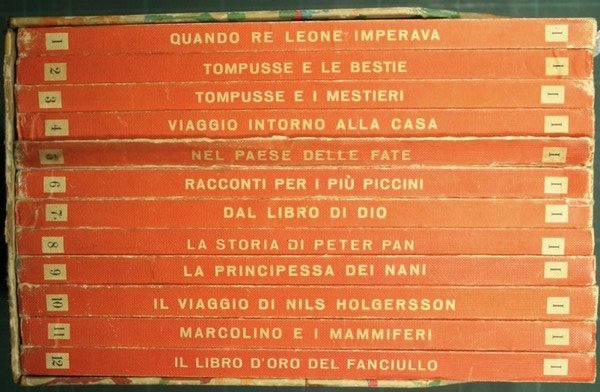 1 QUANDO RE LEONE IMPERAVA I
2 TOMPUSSE E LE BESTIE I
3 TOMPUSSE E I MESTIERI I
4 VIAGGIO INTORNO ALLA CASA I
5 NEL PAESE DELLE FATE I
6 RACCONTI PER I PIÙ PICCINI I
7 DAL LIBRO DI DIO I
8 LA STORIA DI PETER PAN I
9 LA PRINCIPESSA DEI NANI I
10 IL VIAGGIO DI NILS HOLGERSSON I
11 MARCOLINO E I MAMMIFERI I
12 IL LIBRO D'ORO DEL FANCIULLO I